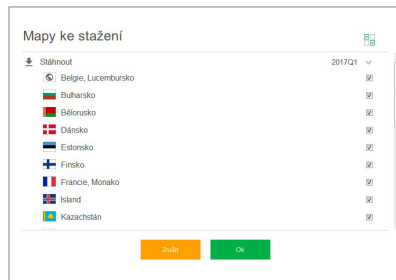 Mapy ke stažení
Stáhnout 2017Q1
Belgie, Lucembursko
Bulharsko
Bělorusko
Dánsko
Estonsko
Finsko
Francie, Monako
Island
Kazachstán
Zrušit Ok